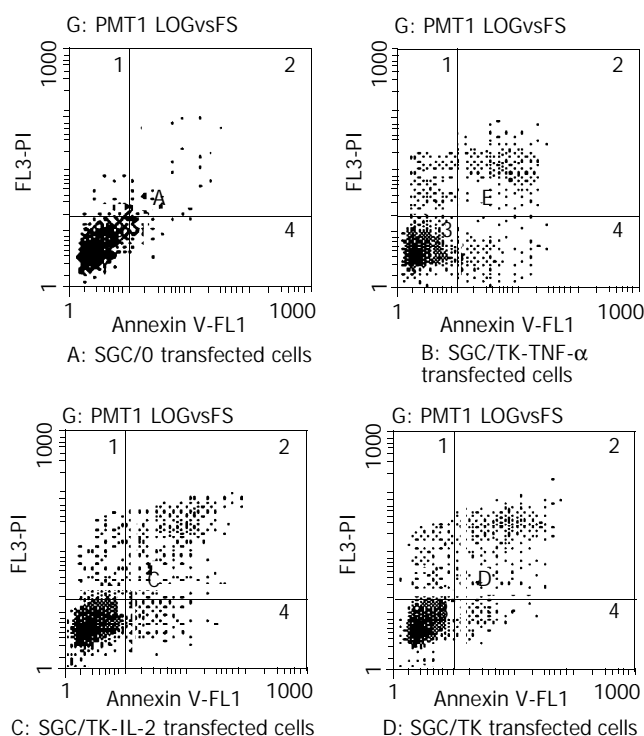 G: PMT1 LOGvsFS
1000
1
2
FL3-PI
A
3
4
1
1
1000
Annexin V-FL1
A: SGC/0 transfected cells
G: PMT1 LOGvsFS
1000
1
2
FL3-PI
E
3
4
1
1
1000
Annexin V-FL1
B: SGC/TK-TNF-α
transfected cells
G: PMT1 LOGvsFS
1000
1
2
FL3-PI
C
4
1
1
1000
Annexin V-FL1
C: SGC/TK-IL-2 transfected cells
G: PMT1 LOGvsFS
1000
1
2
FL3-PI
D
4
1
1
1000
Annexin V-FL1
D: SGC/TK transfected cells